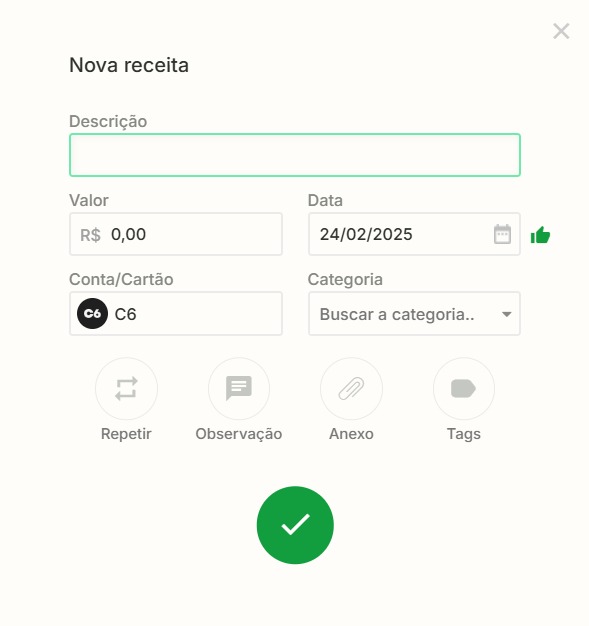 Nova receita
Descrição
Valor Data
R$ 0,00 24/02/2025
Conta/Cartão Categoria
C6 C6 Buscar a categoria..
Repetir Observação Anexo Tags